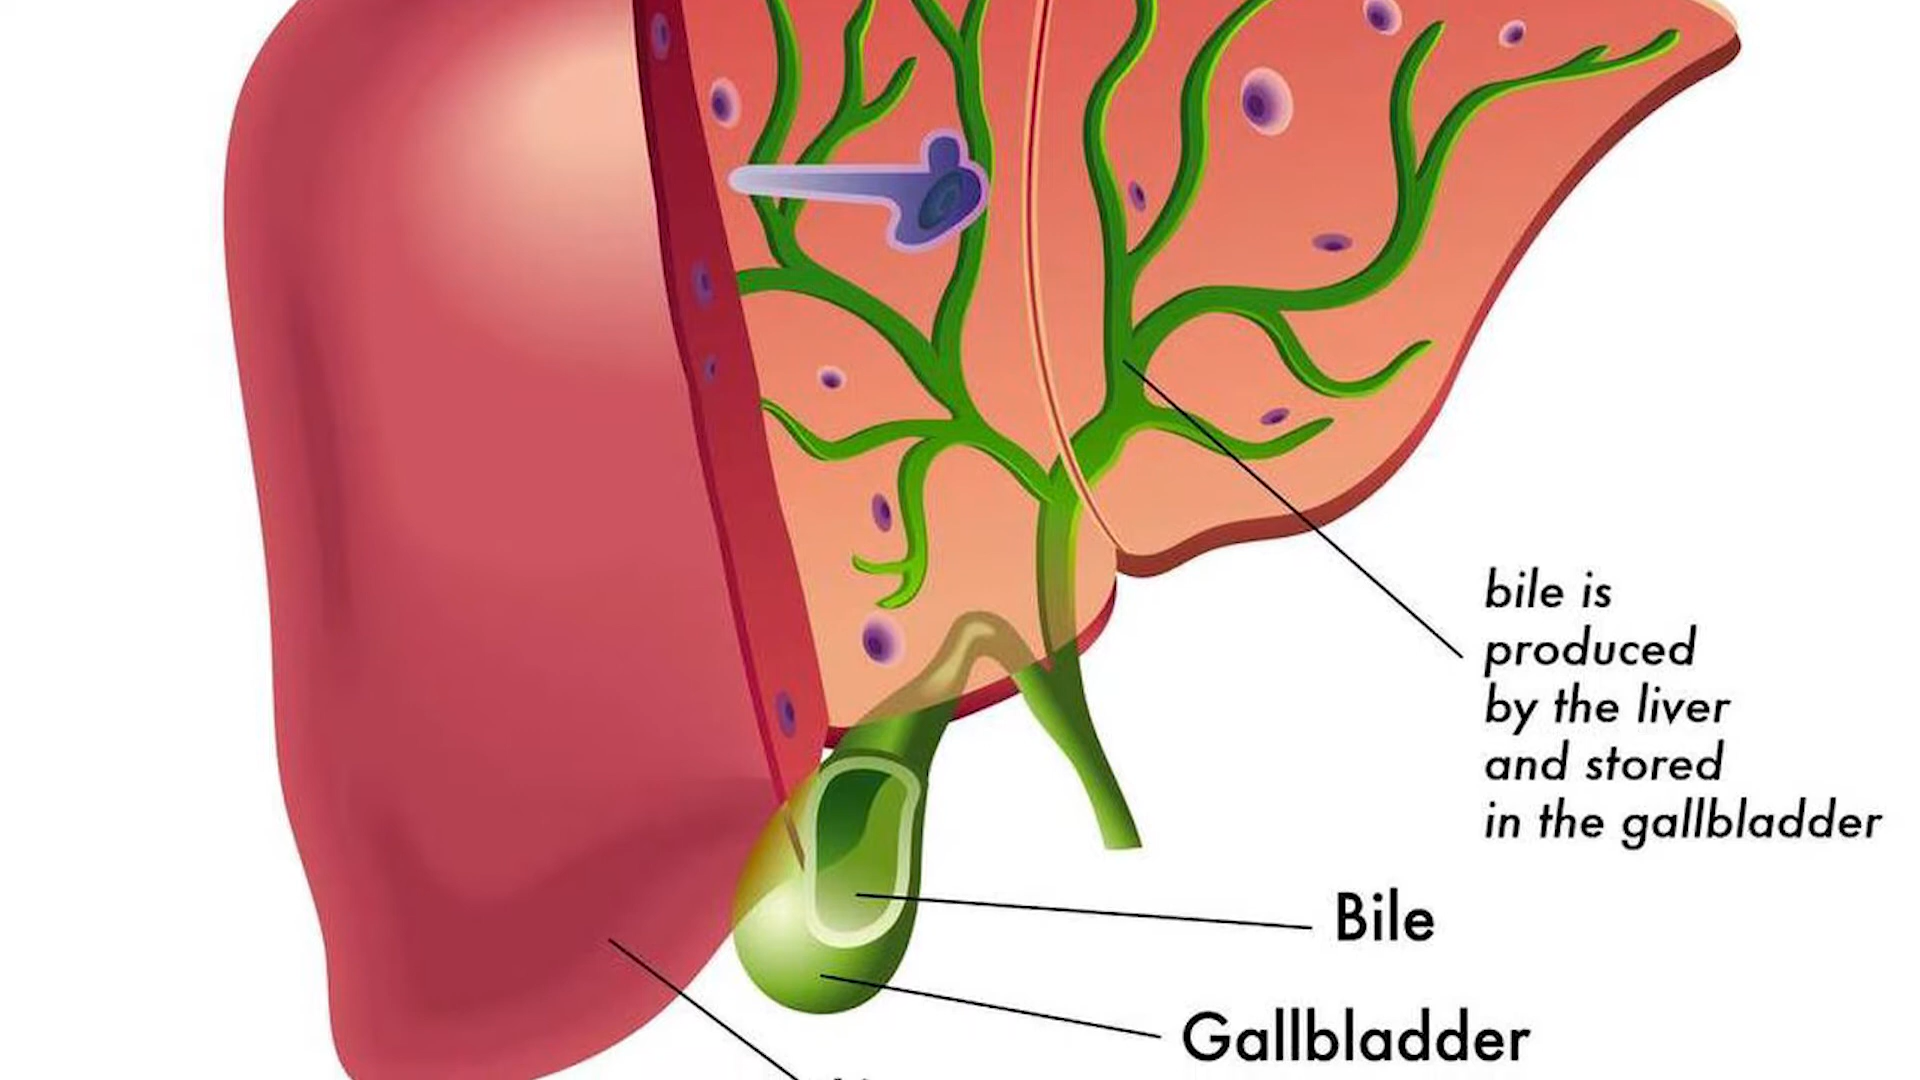 bile is
produced
by the liver
and stored
in the gallbladder
Bile
Gallbladder